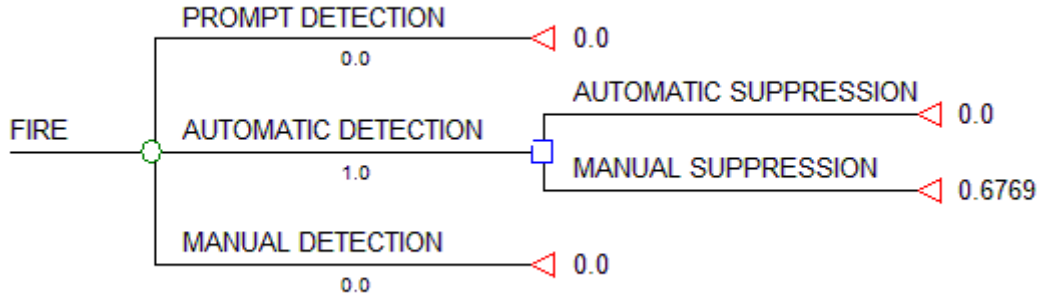 PROMPT DETECTION
0.0
0.0
AUTOMATIC SUPPRESSION
0.0
FIRE
AUTOMATIC DETECTION
1.0
MANUAL SUPPRESSION
0.6769
MANUAL DETECTION
0.0
0.0